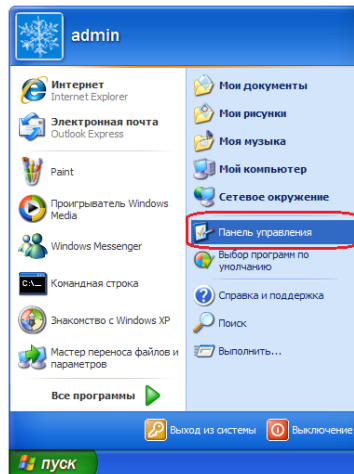 admin
Интернет
Internet Explorer
Электронная почта
Outlook Express
Paint
Проигрыватель Windows
Media
Windows Messenger
C:\_
Командная строка
Знакомство с Windows XP
Мастер переноса файлов и
параметров
Все программы
Мои документы
Мои рисунки
Моя музыка
Мой компьютер
Сетевое окружение
Панель управления
Выбор программ по
умолчанию
Справка и поддержка
Поиск
Выполнить...
Выход из системы
Выключение
пуск